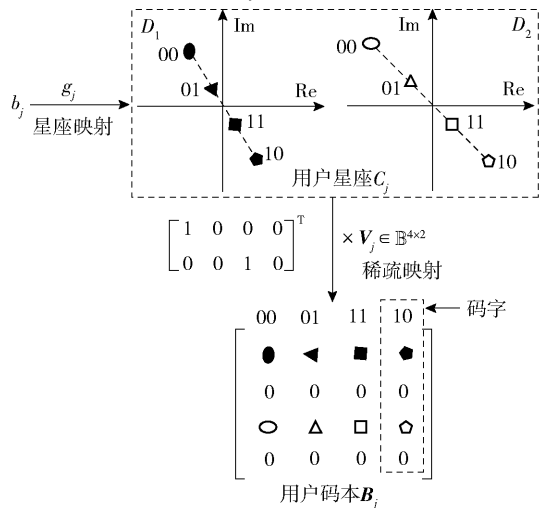 D₁ Im Im D₂
00 00
01 Re 01 Re
11 11
10 10
bⱼ gⱼ
星座映射
用户星座Cⱼ
[1 0 0 0
0 0 1 0]ᵀ
× Vⱼ ∈ 𝔹⁴ˣ²
稀疏映射
00 01 11 10
码字
0 0 0 0
0 0 0 0
用户码本Bⱼ